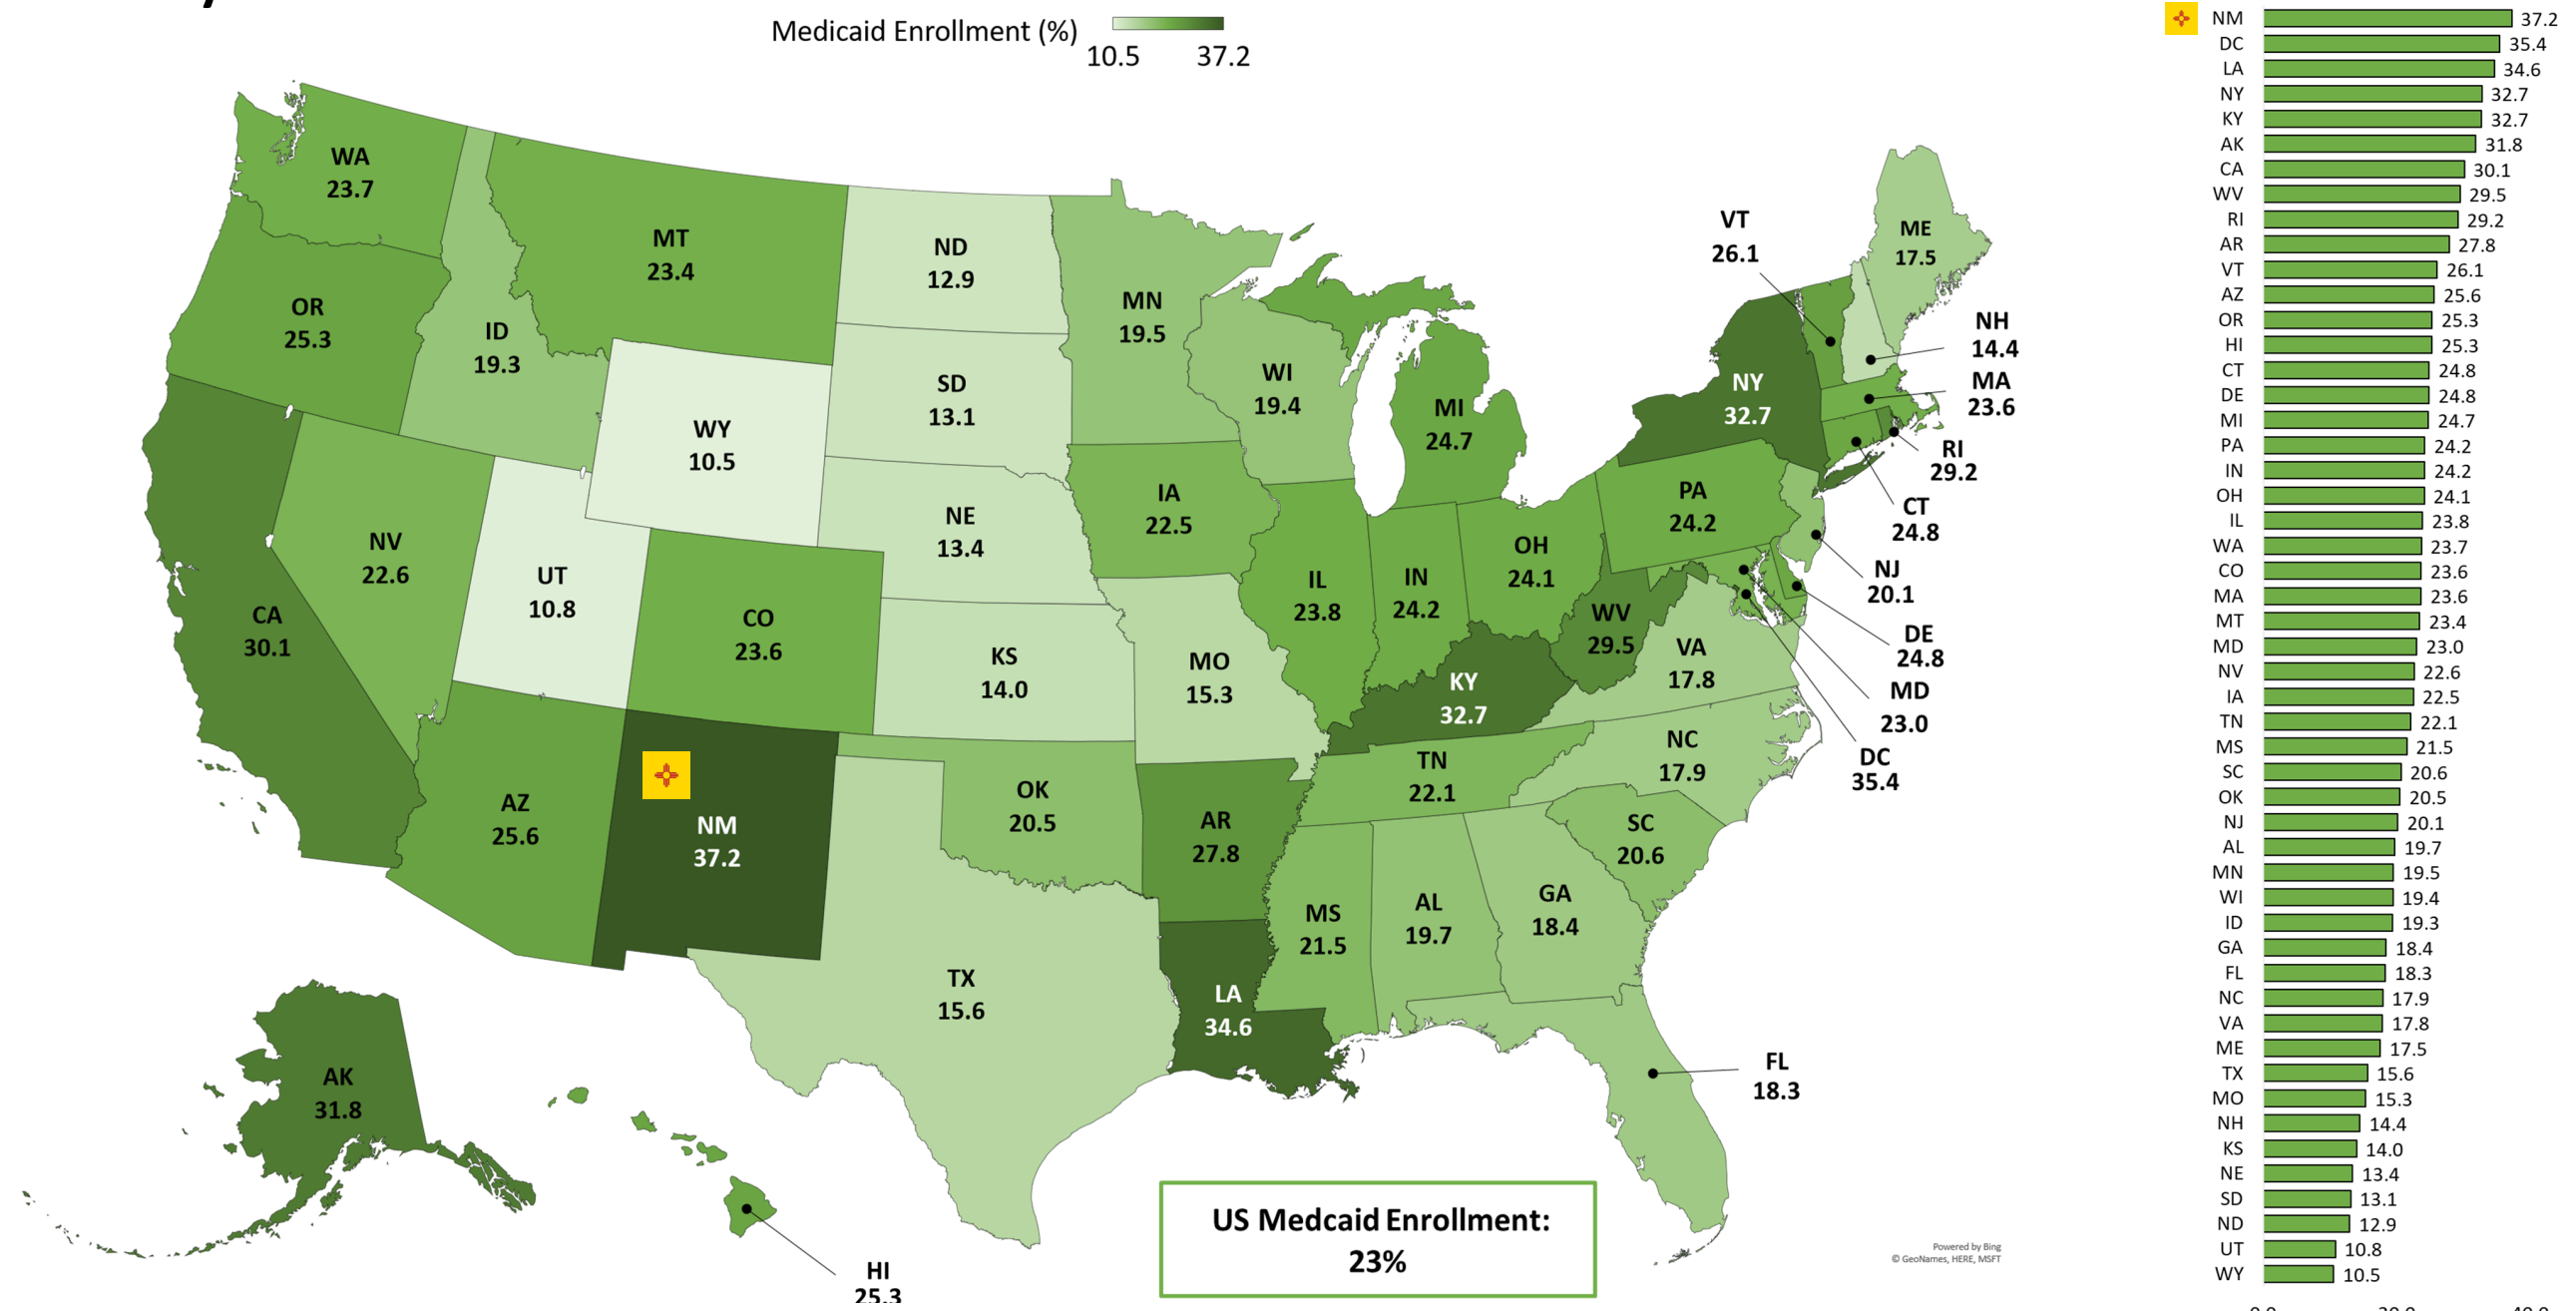 Medicaid Enrollment (%)
10.5 37.2
WA
23.7
OR
25.3
CA
30.1
ID
19.3
NV
22.6
MT
23.4
WY
10.5
UT
10.8
AZ
25.6
CO
23.6
NM
37.2
ND
12.9
SD
13.1
NE
13.4
KS
14.0
OK
20.5
TX
15.6
MN
19.5
IA
22.5
MO
15.3
AR
27.8
LA
34.6
WI
19.4
IL
23.8
MI
24.7
IN
24.2
OH
24.1
KY
32.7
TN
22.1
MS
21.5
AL
19.7
GA
18.4
FL
18.3
SC
20.6
NC
17.9
VA
17.8
WV
29.5
PA
24.2
NY
32.7
VT
26.1
ME
17.5
NH
14.4
MA
23.6
RI
29.2
CT
24.8
NJ
20.1
DE
24.8
MD
23.0
DC
35.4
AK
31.8
HI
25.3
US Medcaid Enrollment:
23%
Powered by Bing
© GeoNames, HERE, MSFT
NM 37.2
DC 35.4
LA 34.6
NY 32.7
KY 32.7
AK 31.8
CA 30.1
WV 29.5
RI 29.2
AR 27.8
VT 26.1
AZ 25.6
OR 25.3
HI 25.3
CT 24.8
DE 24.8
MI 24.7
PA 24.2
IN 24.2
OH 24.1
IL 23.8
WA 23.7
CO 23.6
MA 23.6
MT 23.4
MD 23.0
NV 22.6
IA 22.5
TN 22.1
MS 21.5
SC 20.6
OK 20.5
NJ 20.1
AL 19.7
MN 19.5
WI 19.4
ID 19.3
GA 18.4
FL 18.3
NC 17.9
VA 17.8
ME 17.5
TX 15.6
MO 15.3
NH 14.4
KS 14.0
NE 13.4
SD 13.1
ND 12.9
UT 10.8
WY 10.5